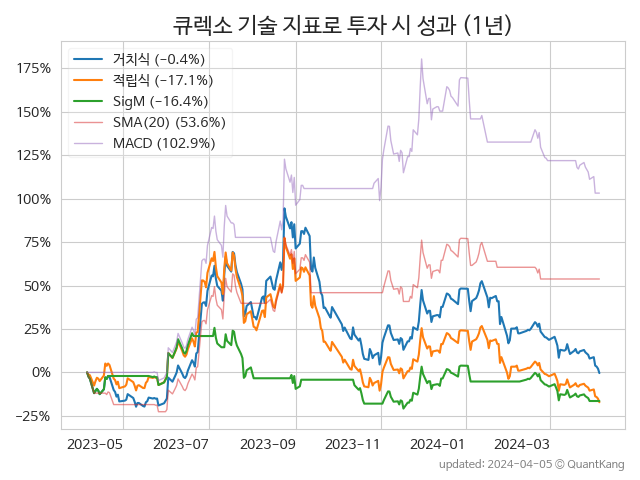 큐렉소 기술 지표로 투자 시 성과 (1년)
거치식 (−0.4%)
적립식 (−17.1%)
SigM (−16.4%)
SMA(20) (53.6%)
MACD (102.9%)
175%
150%
125%
100%
75%
50%
25%
0%
−25%
2023−05 2023−07 2023−09 2023−11 2024−01 2024−03
updated: 2024-04-05 © QuantKang